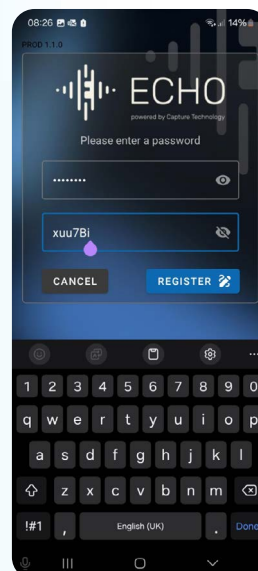 08:26 14%
PROD 1.1.0
ECHO
powered by Capture Technology
Please enter a password
••••••••
xuu7Bi
CANCEL REGISTER
1 2 3 4 5 6 7 8 9 0
q w e r t y u i o p
a s d f g h j k l
z x c v b n m
!#1 , English (UK) . Done